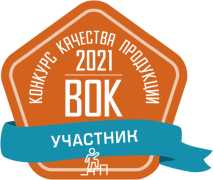 КОНКУРС КАЧЕСТВА ПРОДУКЦИИ
2021
ВОК
УЧАСТНИК